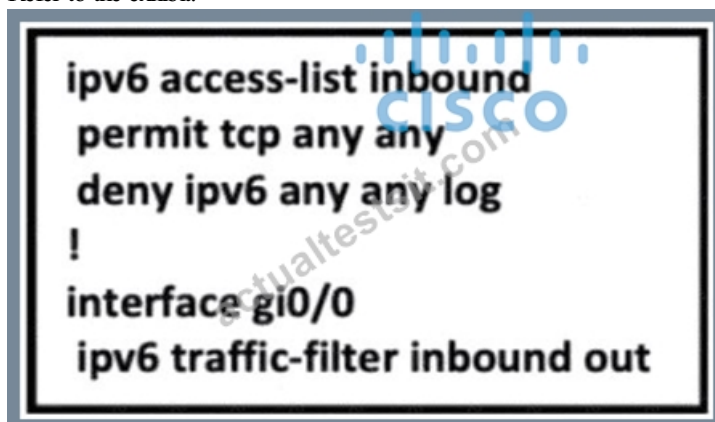 ipv6 access-list inbound
permit tcp any any
deny ipv6 any any log
!
interface gi0/0
ipv6 traffic-filter inbound out
CISCO
actualtestsit.com